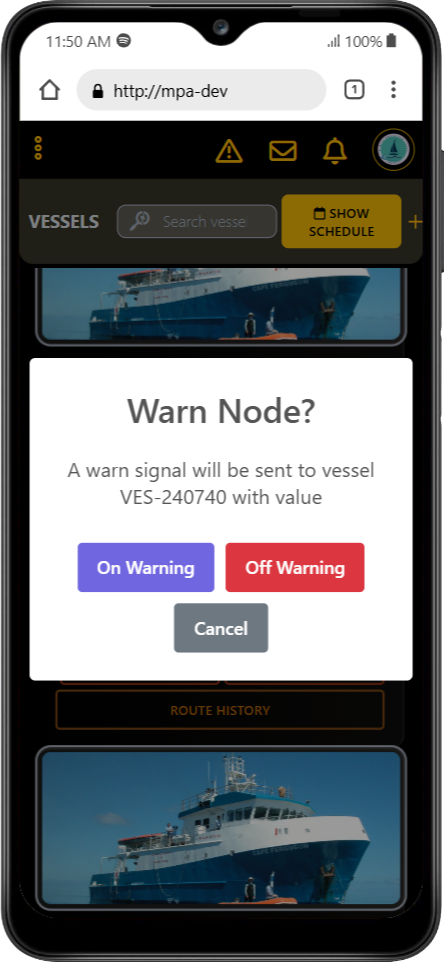 11:50 AM
100%
http://mpa-dev
1
VESSELS
Search vesse
SHOW
SCHEDULE
Warn Node?
A warn signal will be sent to vessel
VES-240740 with value
On Warning
Off Warning
Cancel
ROUTE HISTORY